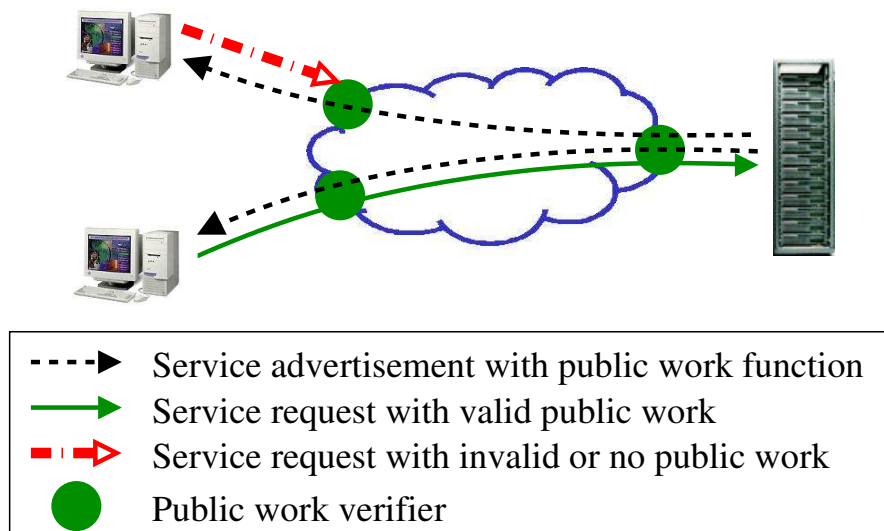 Service advertisement with public work function
Service request with valid public work
Service request with invalid or no public work
Public work verifier